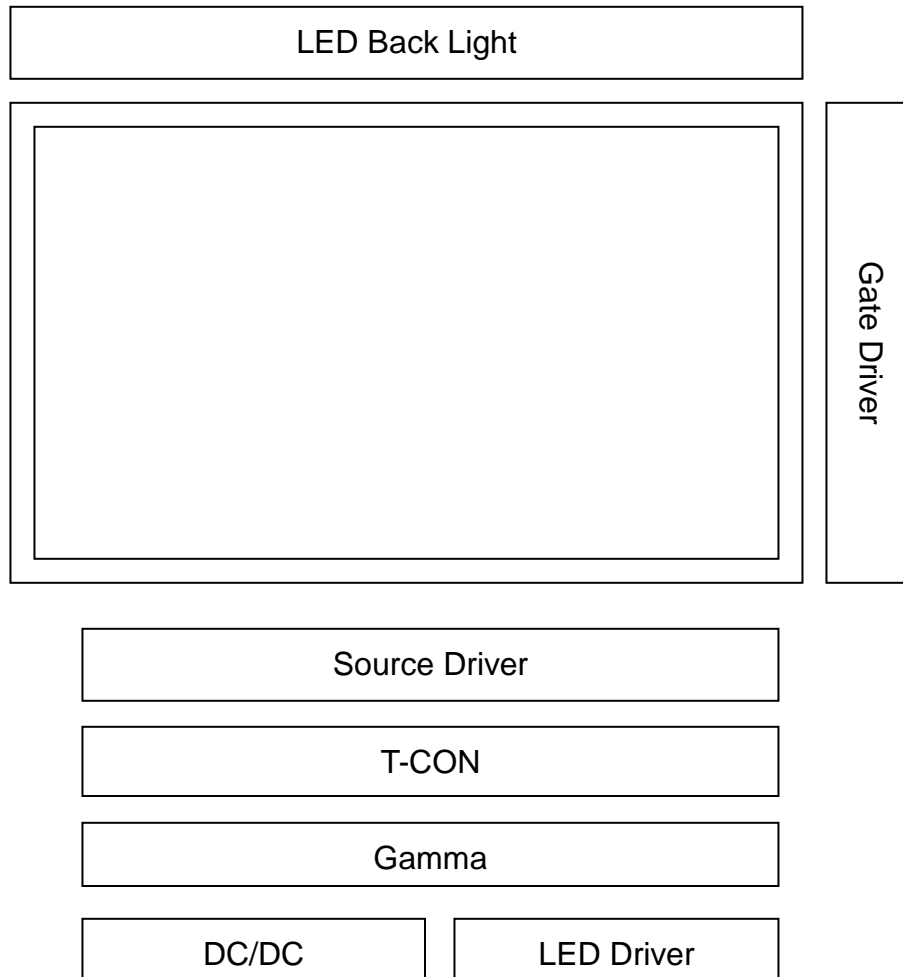 LED Back Light
Gate Driver
Source Driver
T-CON
Gamma
DC/DC
LED Driver